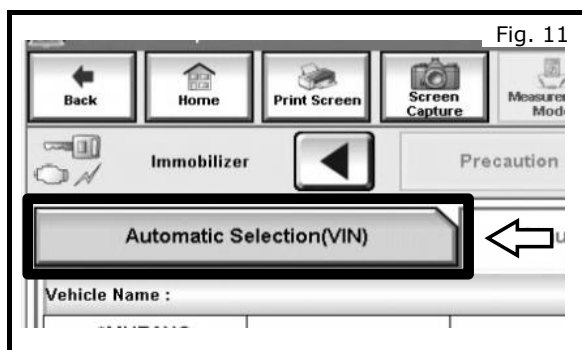 Fig. 11
Back
Home
Print Screen
Screen
Capture
Immobilizer
Precaution
Automatic Selection(VIN)
Vehicle Name :